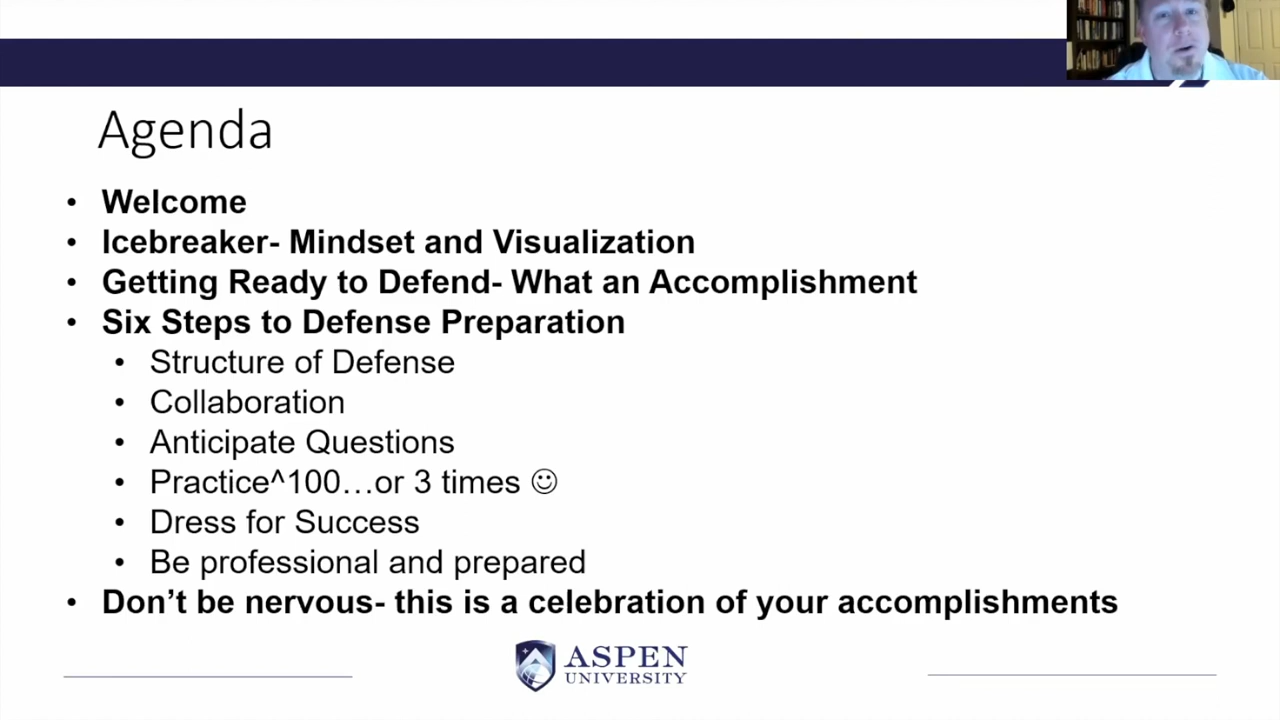 Agenda
• Welcome
• Icebreaker- Mindset and Visualization
• Getting Ready to Defend- What an Accomplishment
• Six Steps to Defense Preparation
• Structure of Defense
• Collaboration
• Anticipate Questions
• Practice^100…or 3 times ☺
• Dress for Success
• Be professional and prepared
• Don’t be nervous- this is a celebration of your accomplishments
ASPEN
UNIVERSITY